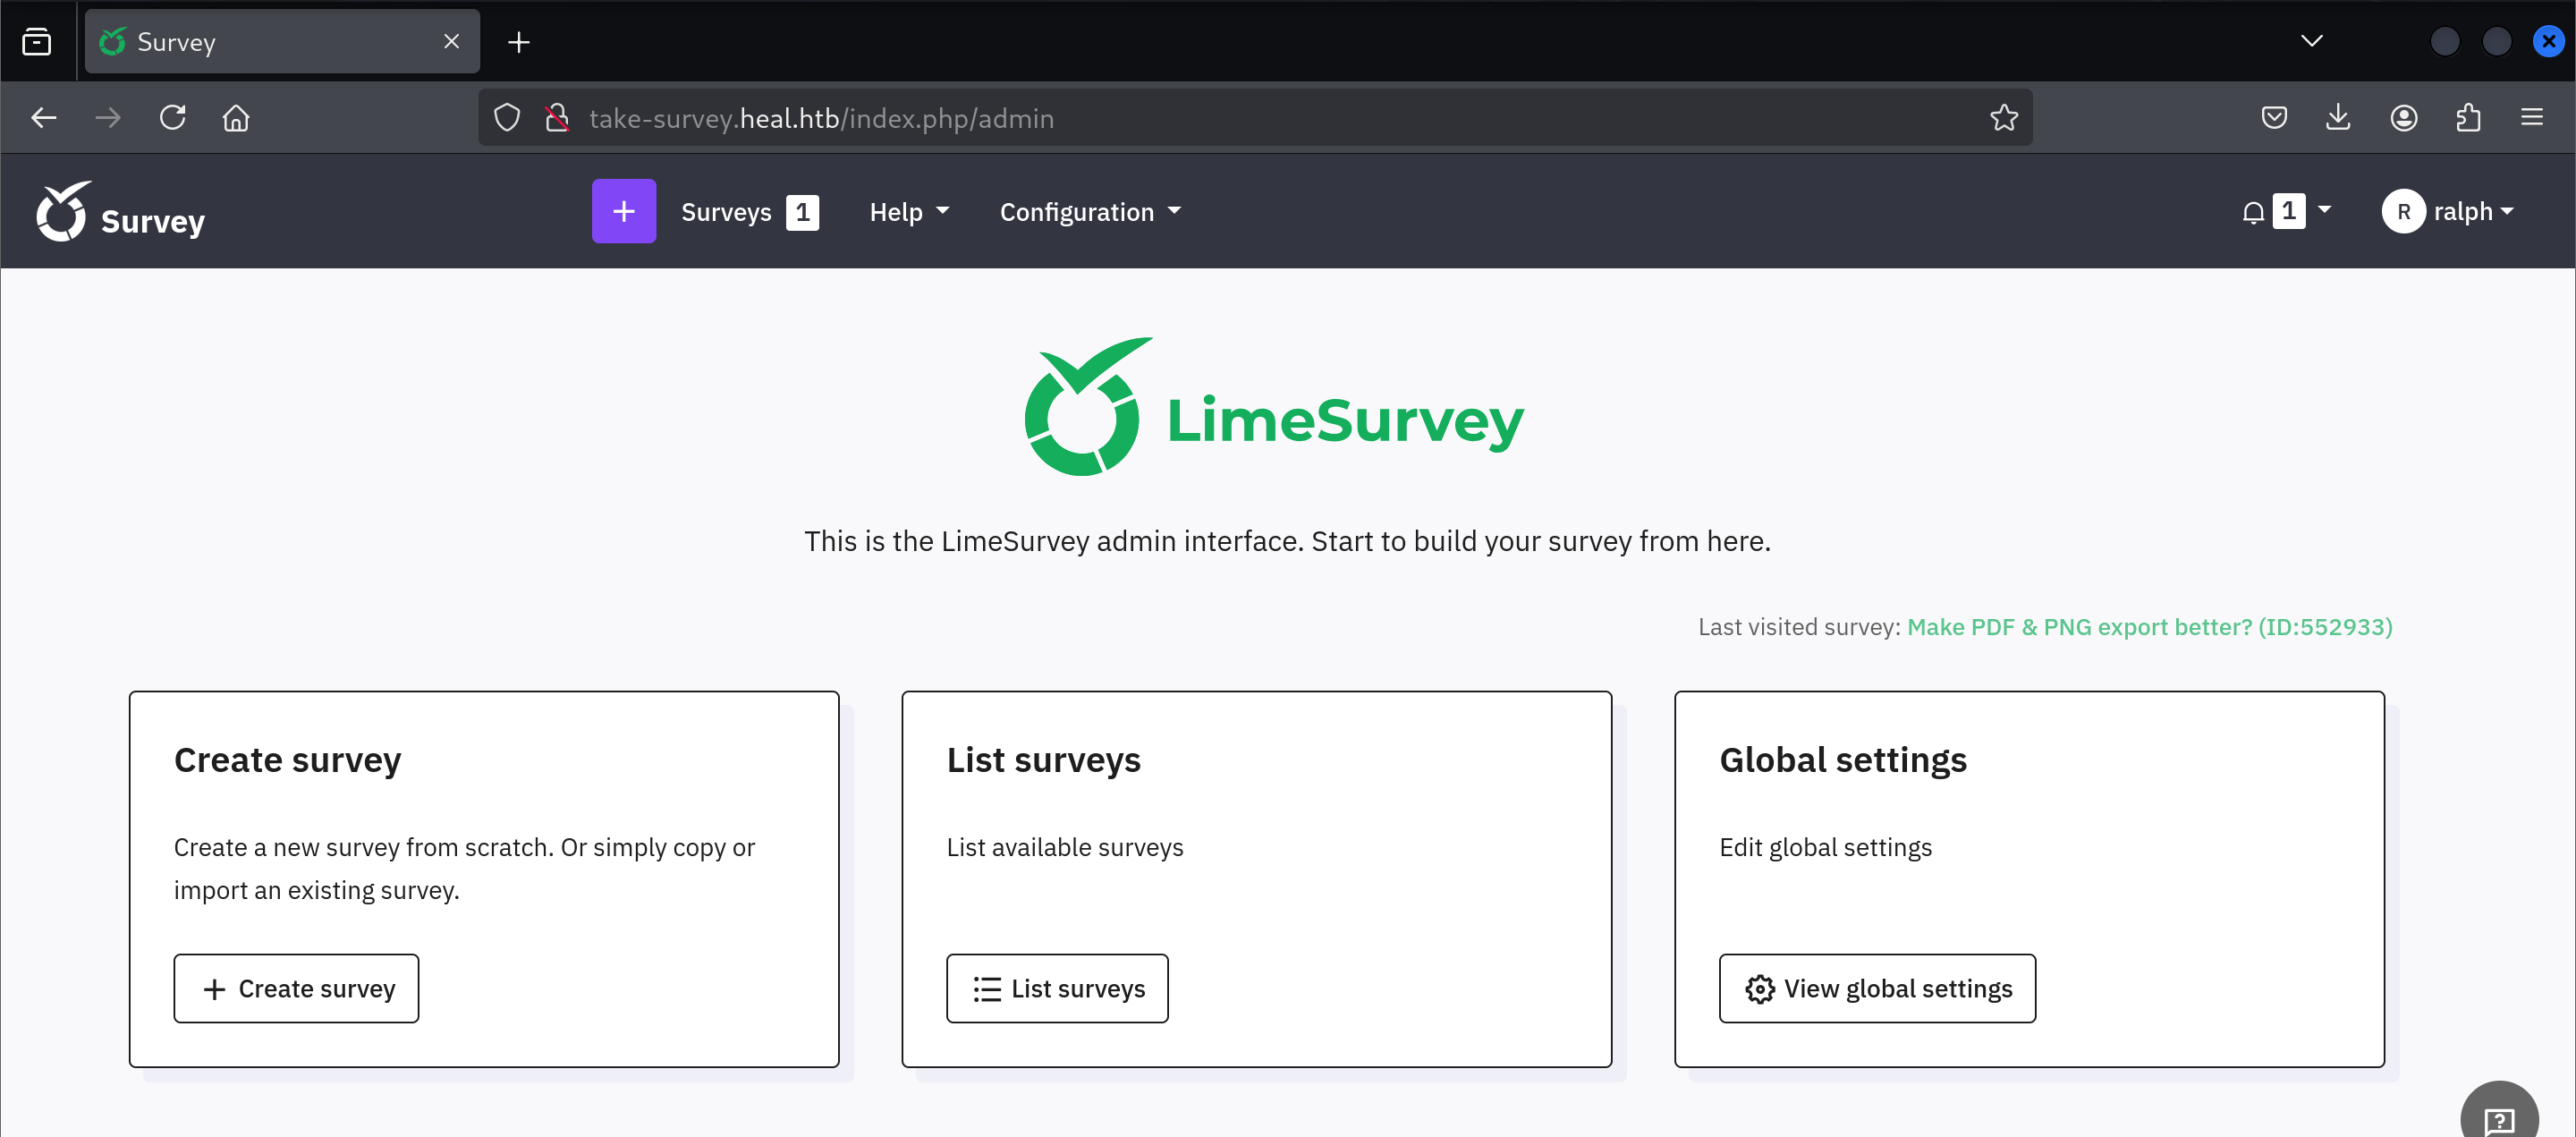 Survey
take-survey.heal.htb/index.php/admin
Survey
Surveys 1 Help Configuration 1 R ralph
LimeSurvey
This is the LimeSurvey admin interface. Start to build your survey from here.
Last visited survey: Make PDF & PNG export better? (ID:552933)
Create survey
Create a new survey from scratch. Or simply copy or
import an existing survey.
Create survey
List surveys
List available surveys
List surveys
Global settings
Edit global settings
View global settings